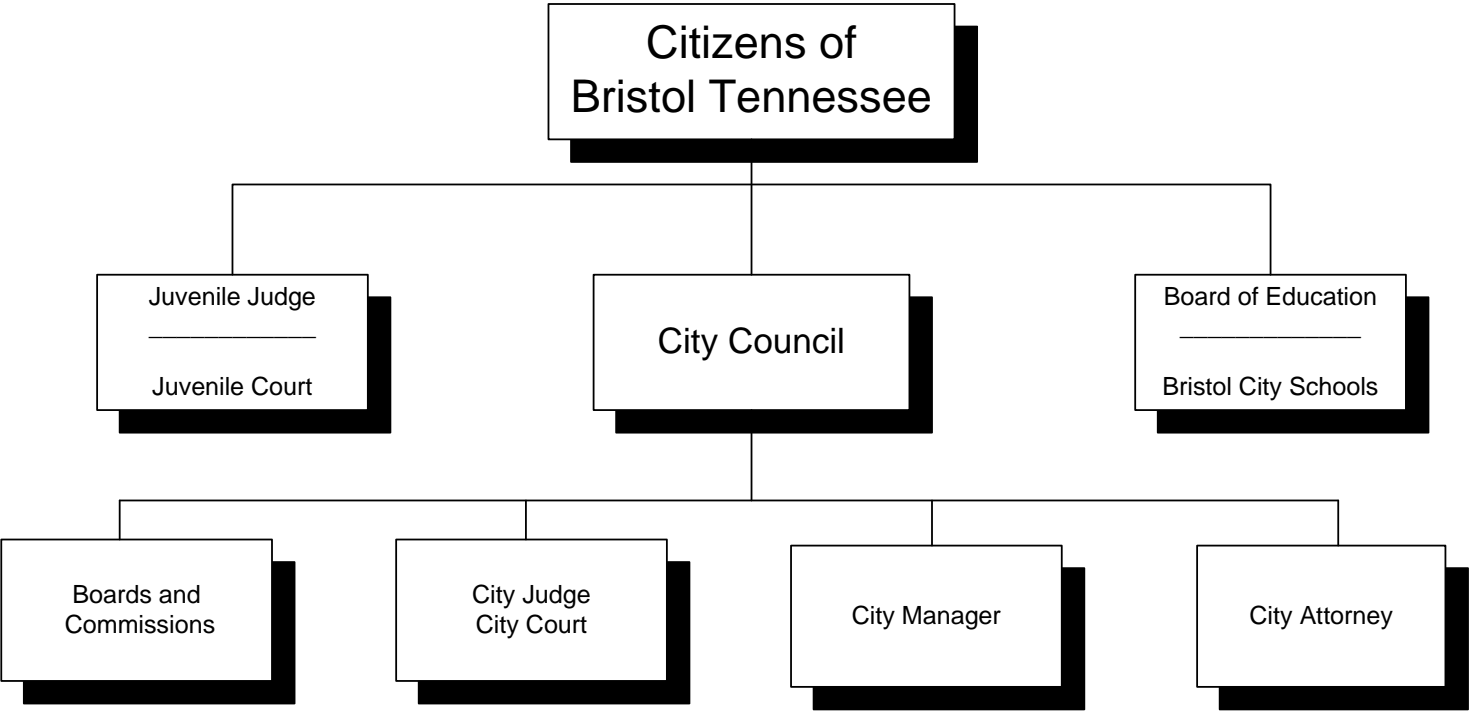 Citizens of
Bristol Tennessee
Juvenile Judge
Juvenile Court
City Council
Board of Education
Bristol City Schools
Boards and
Commissions
City Judge
City Court
City Manager
City Attorney